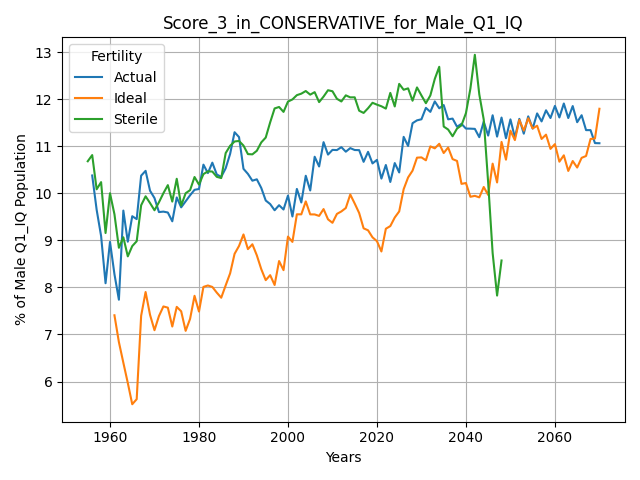 Score_3_in_CONSERVATIVE_for_Male_Q1_IQ
Fertility
Actual
Ideal
Sterile
% of Male Q1_IQ Population
13
12
11
10
9
8
7
6
1960 1980 2000 2020 2040 2060
Years